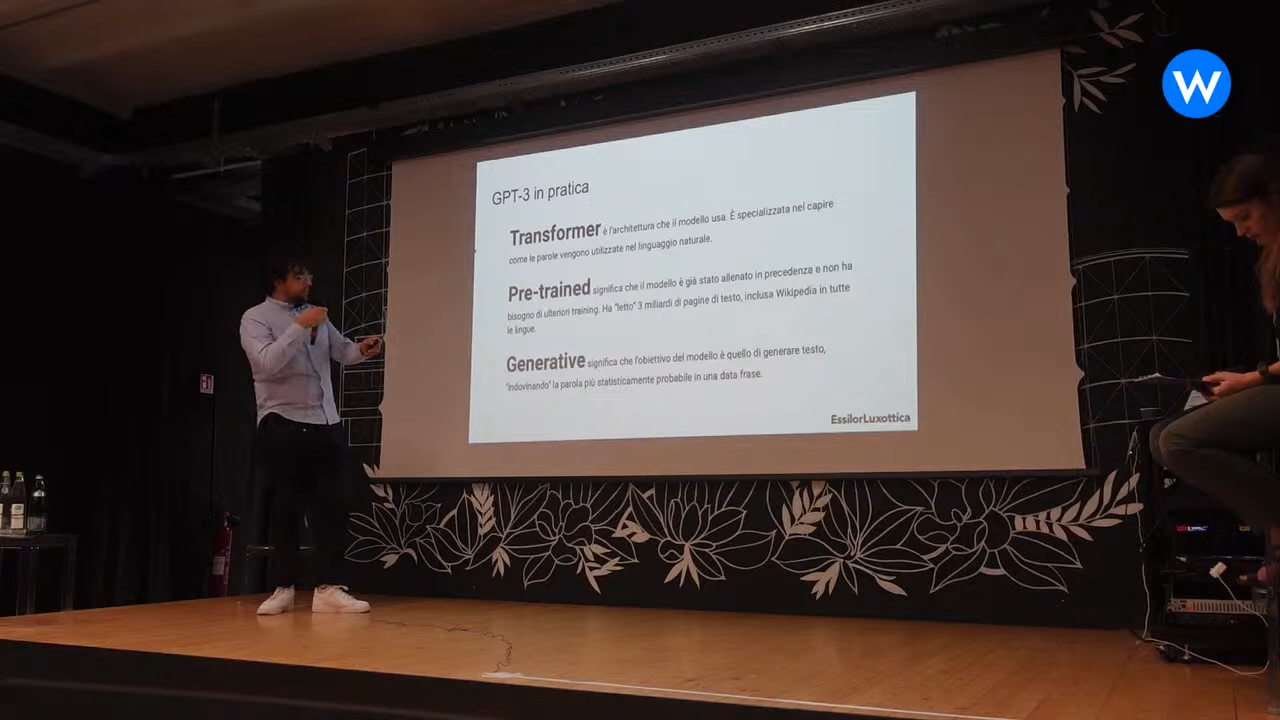 W
GPT-3 in pratica
Transformer è l'architettura che il modello usa. È specializzata nel capire
come le parole vengono utilizzate nel linguaggio naturale.
Pre-trained significa che il modello è già stato allenato in precedenza e non ha
bisogno di ulteriori training. Ha "letto" 3 miliardi di pagine di testo, inclusa Wikipedia in tutte
le lingue.
Generative significa che l'obiettivo del modello è quello di generare testo,
"indovinando" la parola più statisticamente probabile in una data frase.
EssilorLuxottica